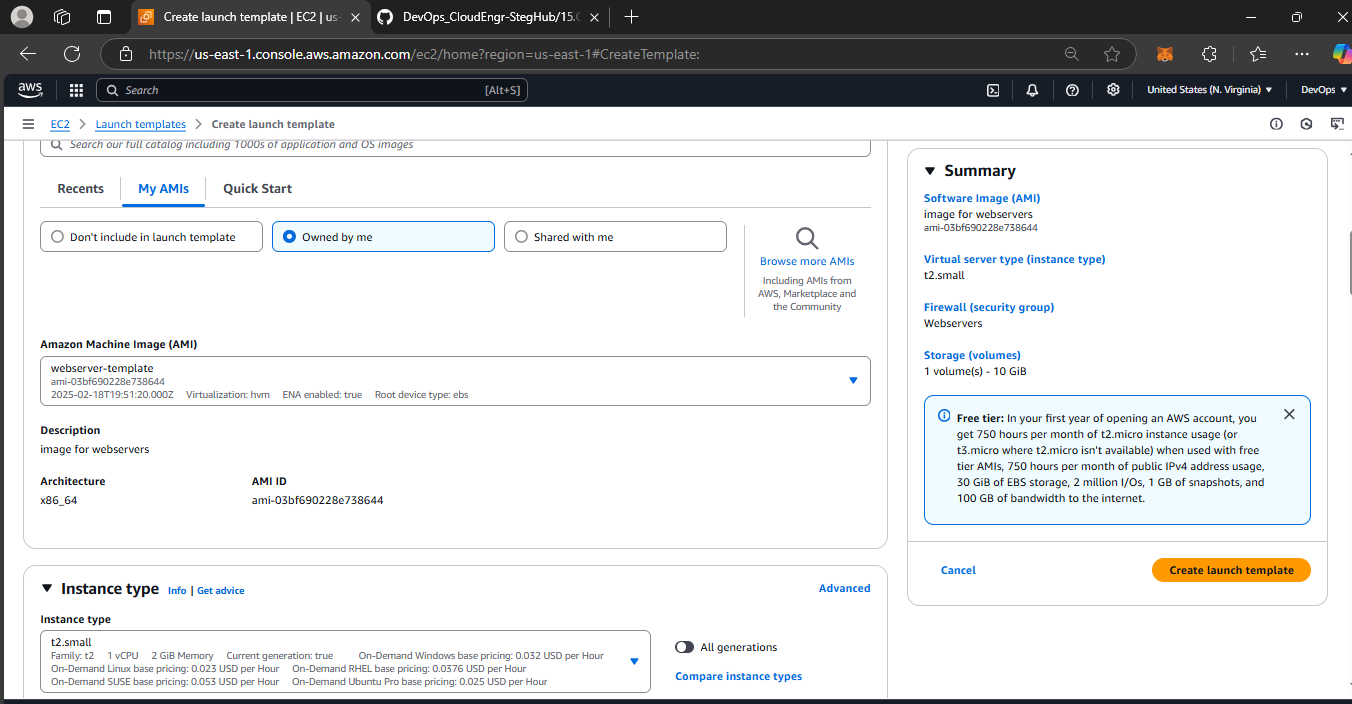 Create launch template | EC2 | us-
DevOps_CloudEngr-StegHub/15.
https://us-east-1.console.aws.amazon.com/ec2/home?region=us-east-1#CreateTemplate:
aws
Search
[Alt+S]
United States (N. Virginia)
DevOps
EC2
Launch templates
Create launch template
Search our full catalog including 1000s of application and OS images
Recents
My AMIs
Quick Start
Don't include in launch template
Owned by me
Shared with me
Browse more AMIs
Including AMIs from
AWS, Marketplace and
the Community
Amazon Machine Image (AMI)
webserver-template
ami-03bf690228e738644
2025-02-18T19:51:20.000Z Virtualization: hvm ENA enabled: true Root device type: ebs
Description
image for webservers
Architecture
AMI ID
x86_64
ami-03bf690228e738644
Instance type
Info | Get advice
Advanced
Instance type
t2.small
Family: t2 1 vCPU 2 GiB Memory Current generation: true On-Demand Windows base pricing: 0.032 USD per Hour
On-Demand Linux base pricing: 0.023 USD per Hour On-Demand RHEL base pricing: 0.0376 USD per Hour
On-Demand SUSE base pricing: 0.053 USD per Hour On-Demand Ubuntu Pro base pricing: 0.025 USD per Hour
All generations
Compare instance types
Summary
Software Image (AMI)
image for webservers
ami-03bf690228e738644
Virtual server type (instance type)
t2.small
Firewall (security group)
Webservers
Storage (volumes)
1 volume(s) - 10 GiB
Free tier: In your first year of opening an AWS account, you
get 750 hours per month of t2.micro instance usage (or
t3.micro where t2.micro isn't available) when used with free
tier AMIs, 750 hours per month of public IPv4 address usage,
30 GiB of EBS storage, 2 million I/Os, 1 GB of snapshots, and
100 GB of bandwidth to the internet.
Cancel
Create launch template